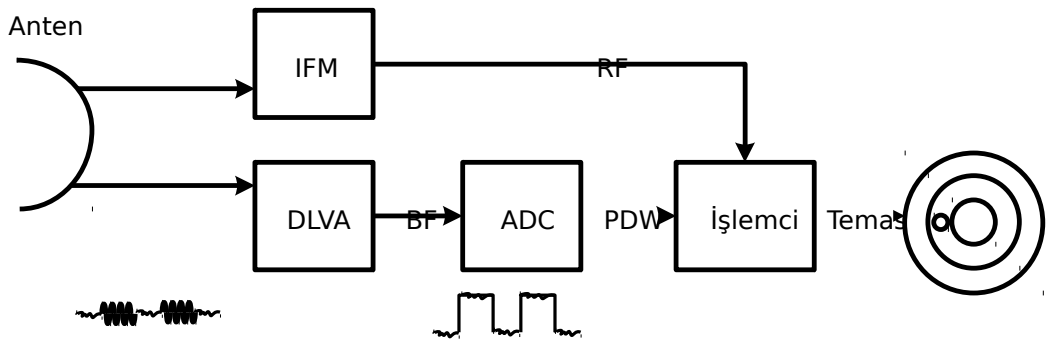 Anten
IFM
RF
DLVA
BF
ADC
PDW
İşlemci
Temas